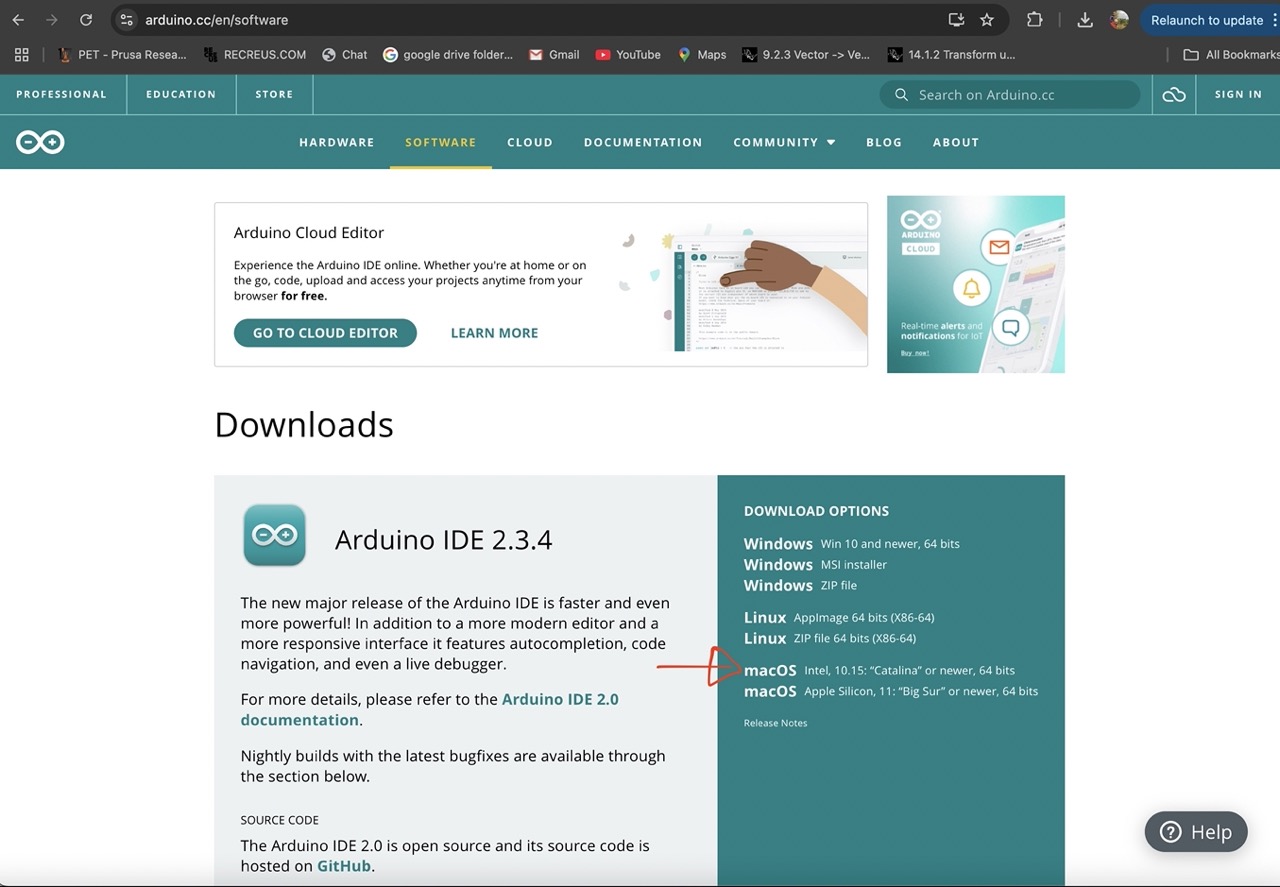 arduino.cc/en/software
Relaunch to update
PET - Prusa Resea...
RECREUS.COM
Chat
google drive folder...
Gmail
YouTube
Maps
9.2.3 Vector -> Ve...
14.1.2 Transform u...
All Bookmarks
PROFESSIONAL
EDUCATION
STORE
Search on Arduino.cc
SIGN IN
HARDWARE
SOFTWARE
CLOUD
DOCUMENTATION
COMMUNITY
BLOG
ABOUT
Arduino Cloud Editor
Experience the Arduino IDE online. Whether you're at home or on
the go, code, upload and access your projects anytime from your
browser for free.
GO TO CLOUD EDITOR
LEARN MORE
ARDUINO
CLOUD
Real-time alerts and
notifications for IoT
Buy now!
Downloads
Arduino IDE 2.3.4
The new major release of the Arduino IDE is faster and even
more powerful! In addition to a more modern editor and a
more responsive interface it features autocompletion, code
navigation, and even a live debugger.
For more details, please refer to the Arduino IDE 2.0
documentation.
Nightly builds with the latest bugfixes are available through
the section below.
SOURCE CODE
The Arduino IDE 2.0 is open source and its source code is
hosted on GitHub.
DOWNLOAD OPTIONS
Windows Win 10 and newer, 64 bits
Windows MSI installer
Windows ZIP file
Linux AppImage 64 bits (X86-64)
Linux ZIP file 64 bits (X86-64)
macOS Intel, 10.15: “Catalina” or newer, 64 bits
macOS Apple Silicon, 11: “Big Sur” or newer, 64 bits
Release Notes
Help